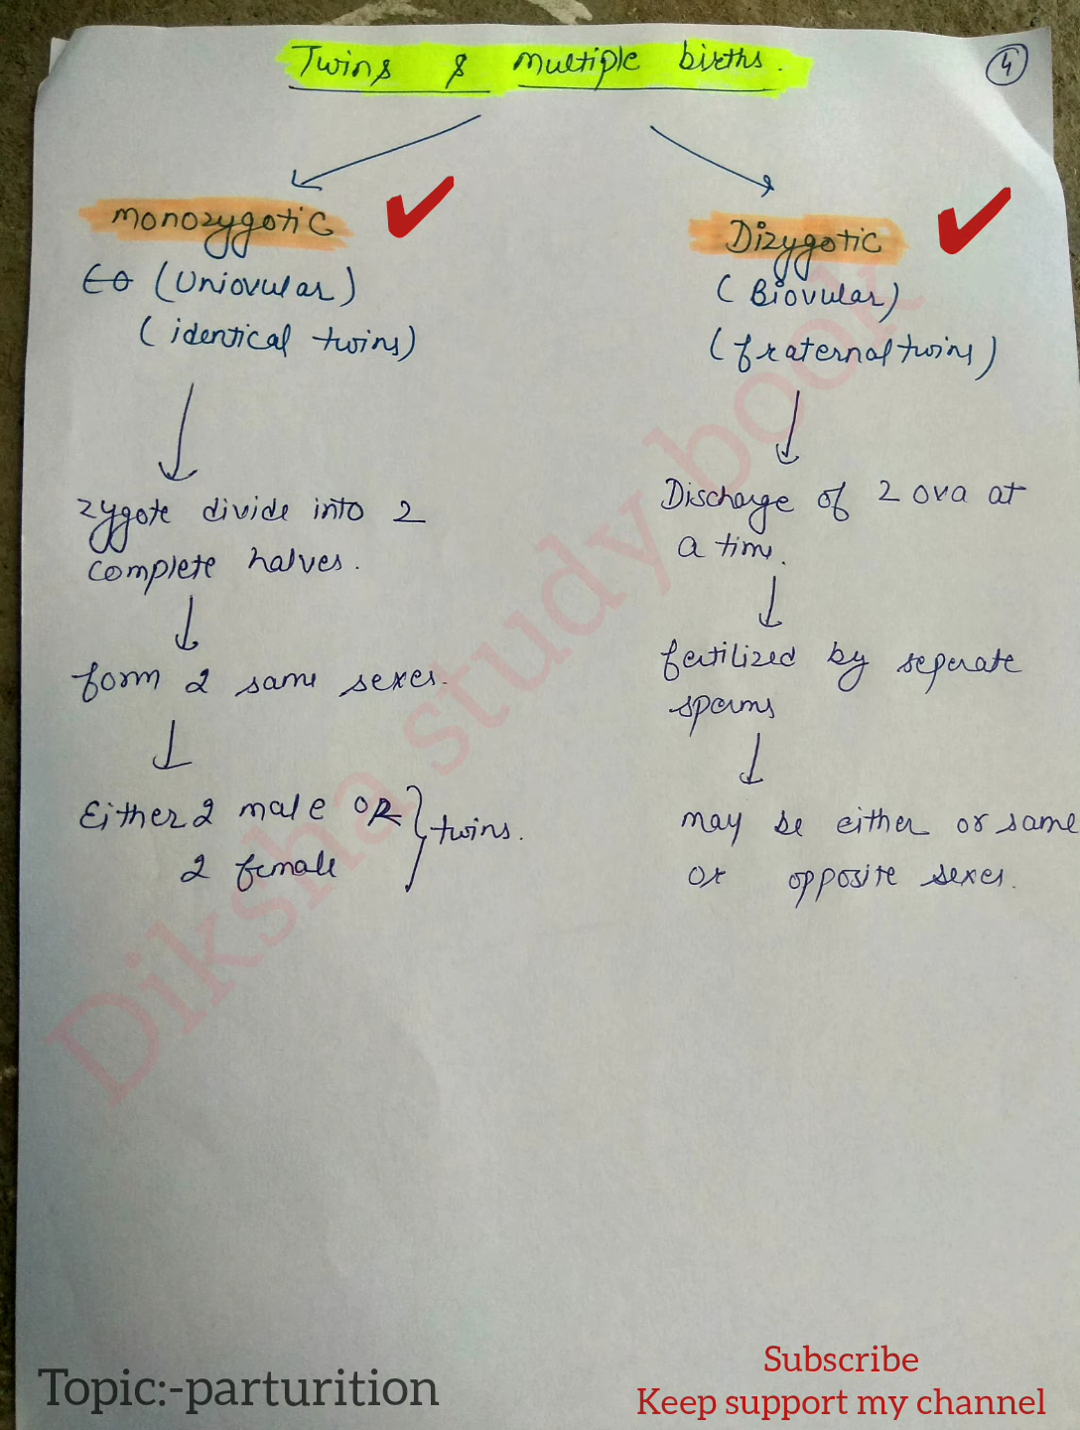 Twins & multiple births.
4
monozygotic
(Uniovular)
(identical twins)
zygote divide into 2
complete halves.
form 2 same sexes.
Either 2 male OR
2 female
twins.
Dizygotic
(Biovular)
(fraternal twins)
Discharge of 2 ova at
a time.
fertilized by seperate
sperms
may be either or same
or opposite sexes.
Diksha study book
Topic:-parturition
Subscribe
Keep support my channel